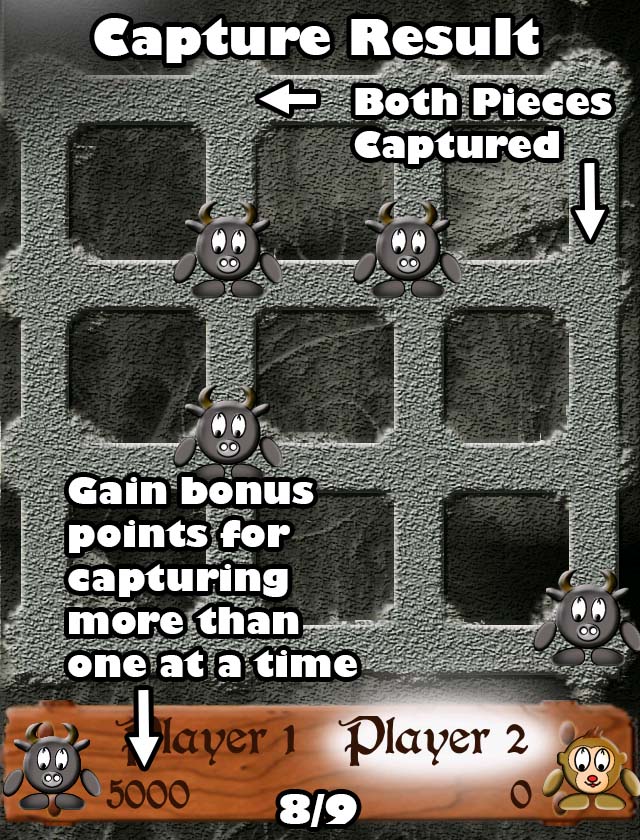 Capture Result
Both Pieces
Captured
Gain bonus
points for
capturing
more than
one at a time
Player 1
Player 2
5000
0
8/9